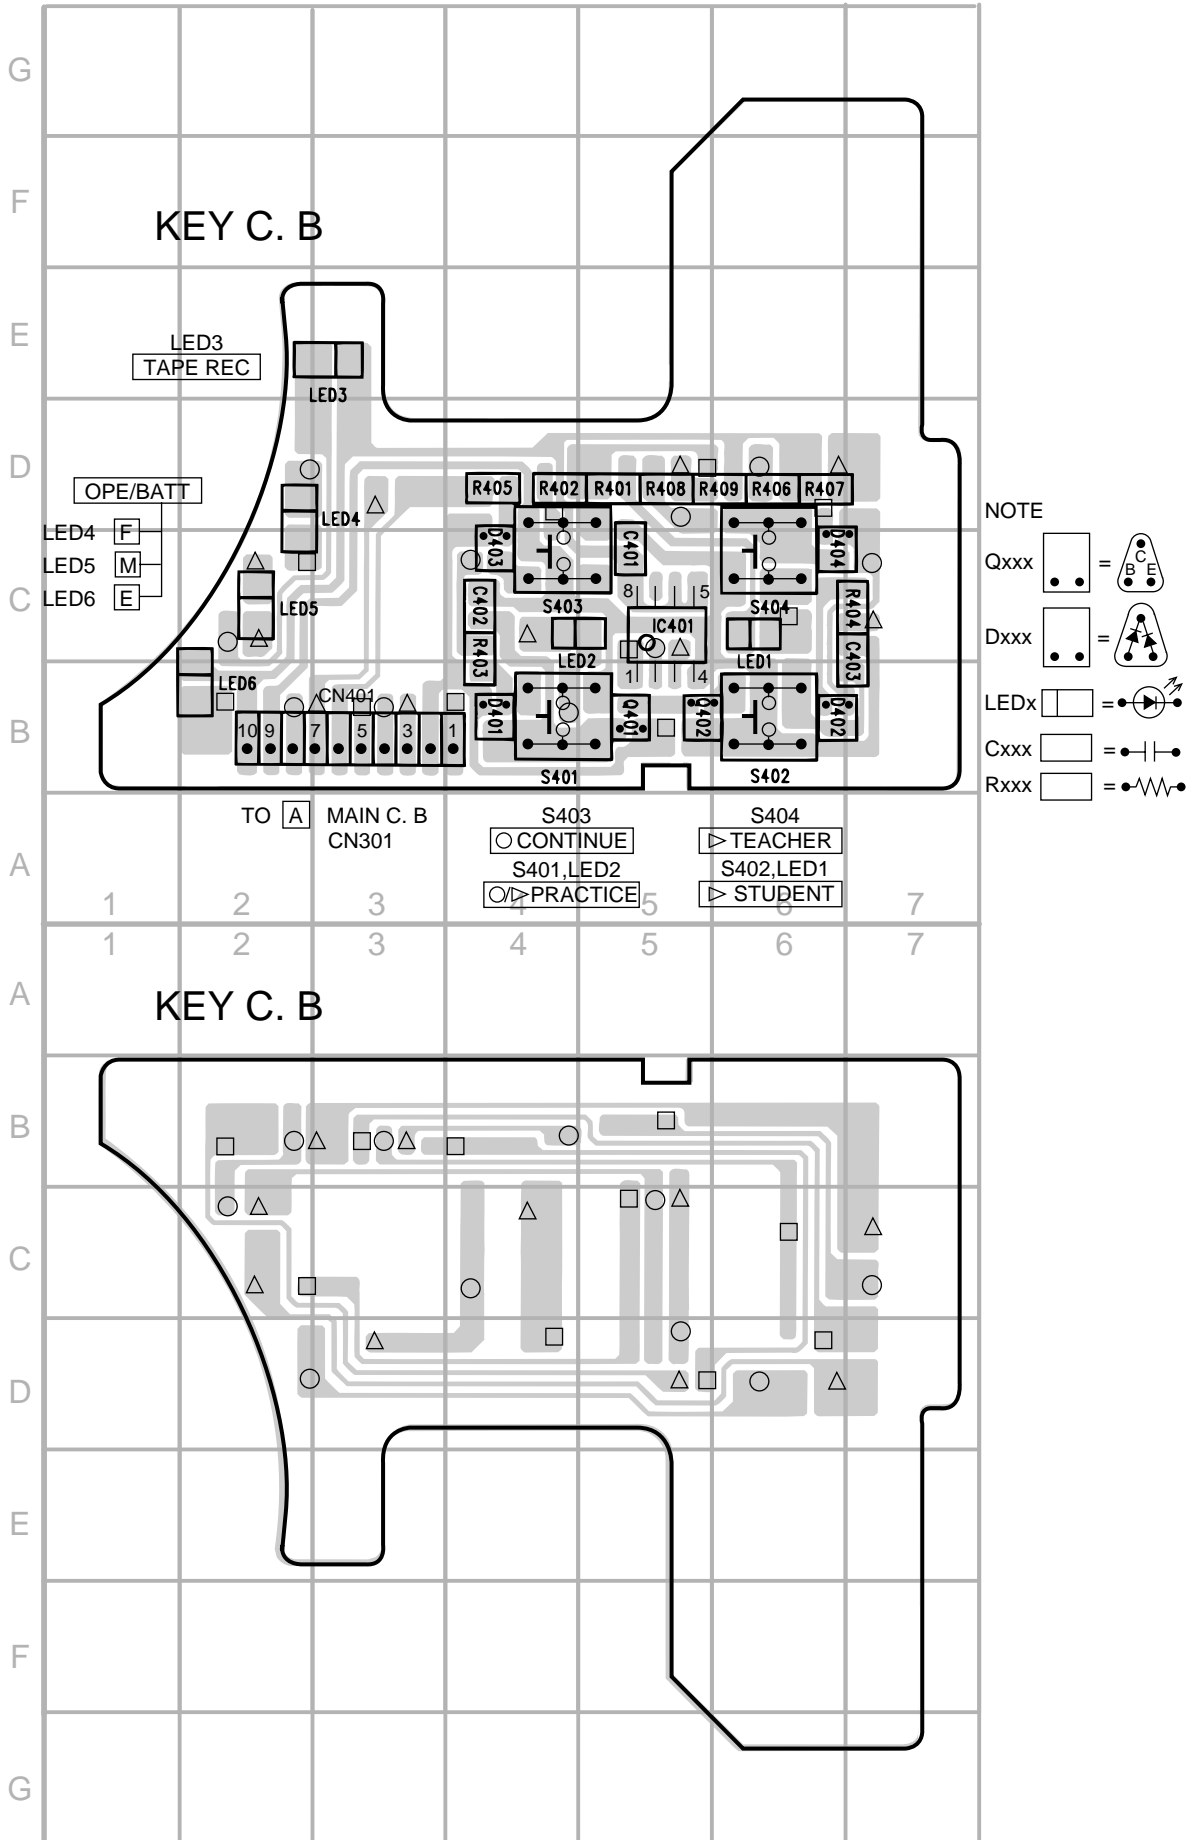 G
F
KEY C. B
E
LED3
TAPE REC
LED3
D
OPE/BATT
R405 R402 R401 R408 R409 R406 R407
LED4 F
LED4
D403 C401 D404
NOTE
Qxxx = B C E
LED5 M
C
LED6 E
LED5
C402 S403 8 5 S404 R404
IC401
Dxxx =
R403 LED2 1 4 LED1 C403
LED6
CN401
LEDx =
B
10 9 7 5 3 1
D401 Q401 Q402 D402
Cxxx =
S401 S402
Rxxx =
TO A MAIN C. B
CN301
S403 S404
CONTINUE TEACHER
A
S401,LED2 S402,LED1
/ PRACTICE STUDENT
1 2 3 4 5 6 7
1 2 3 4 5 6 7
A
KEY C. B
B
C
D
E
F
G